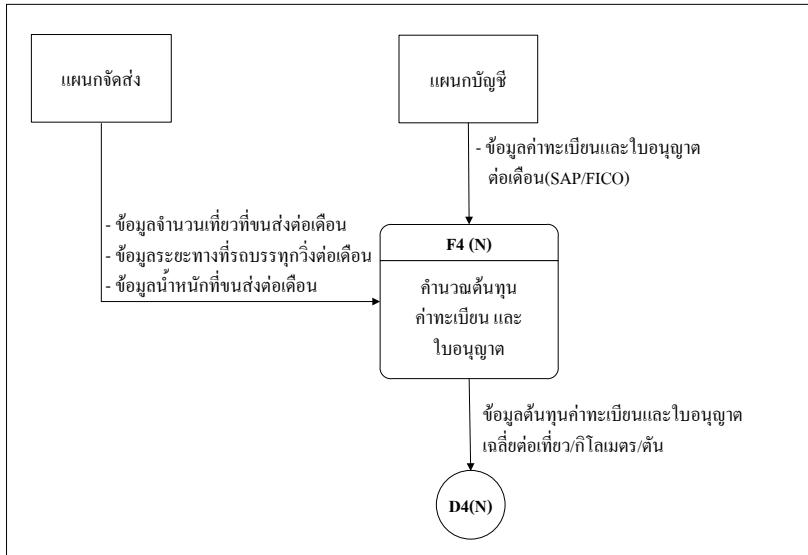 แผนกจัดส่ง
แผนกบัญชี
- ข้อมูลค่าทะเบียนและใบอนุญาต
ต่อเดือน(SAP/FICO)
- ข้อมูลจำนวนเที่ยวที่ขนส่งต่อเดือน
- ข้อมูลระยะทางที่รถบรรทุกวิ่งต่อเดือน
- ข้อมูลน้ำหนักที่ขนส่งต่อเดือน
F4 (N)
คำนวณต้นทุน
ค่าทะเบียน และ
ใบอนุญาต
ข้อมูลต้นทุนค่าทะเบียนและใบอนุญาต
เฉลี่ยต่อเที่ยว/กิโลเมตร/ตัน
D4(N)